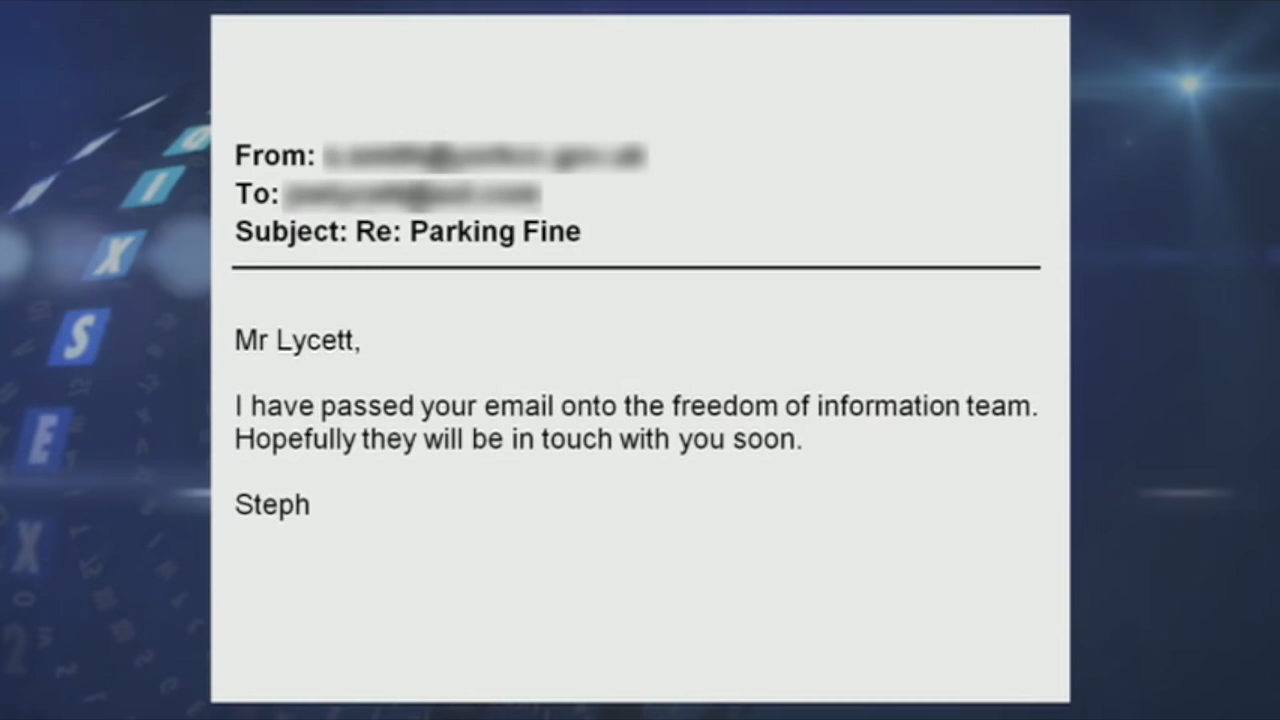 From:
To:
Subject: Re: Parking Fine
Mr Lycett,
I have passed your email onto the freedom of information team.
Hopefully they will be in touch with you soon.
Steph
I
X
S
E
X
2